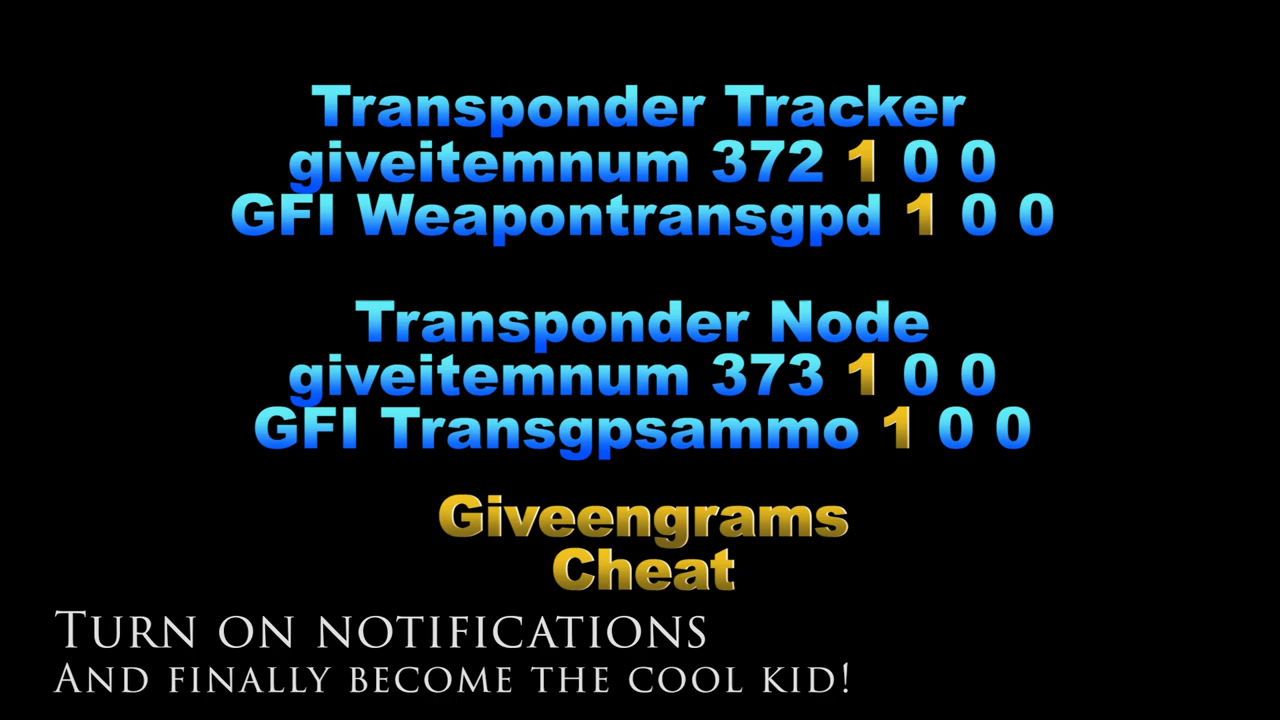 Transponder Tracker
giveitemnum 372 1 0 0
GFI Weapontransgpd 1 0 0
Transponder Node
giveitemnum 373 1 0 0
GFI Transgpsammo 1 0 0
Giveengrams
Cheat
Turn on notifications
And finally become the cool kid!